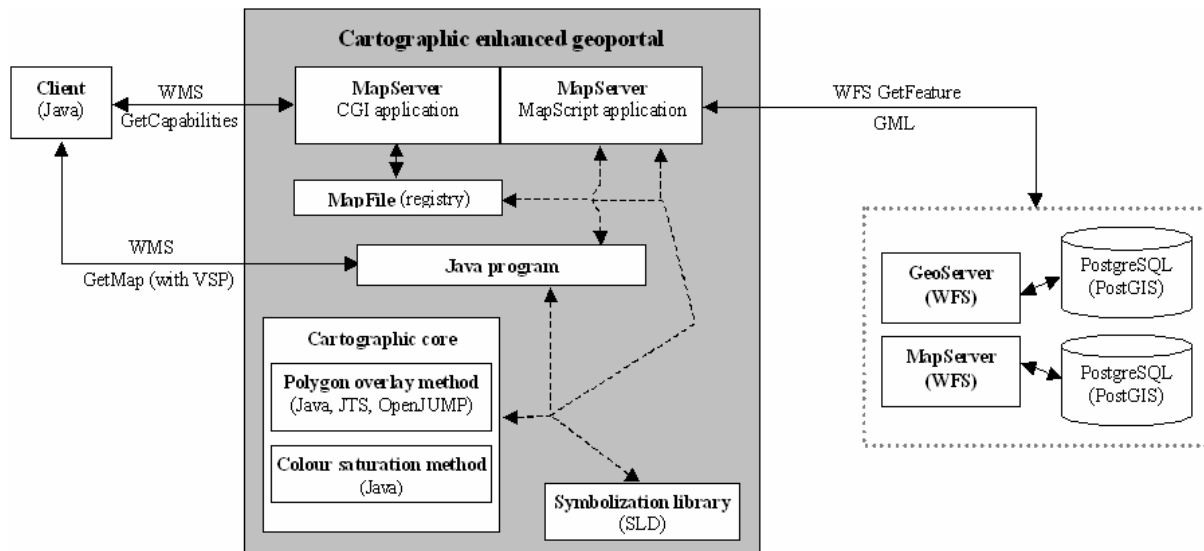 Cartographic enhanced geoportal
Client
(Java)
WMS
GetCapabilities
MapServer
CGI application
MapServer
MapScript application
WFS GetFeature
GML
MapFile (registry)
WMS
GetMap (with VSP)
Java program
Cartographic core
Polygon overlay method
(Java, JTS, OpenJUMP)
Colour saturation method
(Java)
Symbolization library
(SLD)
GeoServer
(WFS)
PostgreSQL
(PostGIS)
MapServer
(WFS)
PostgreSQL
(PostGIS)